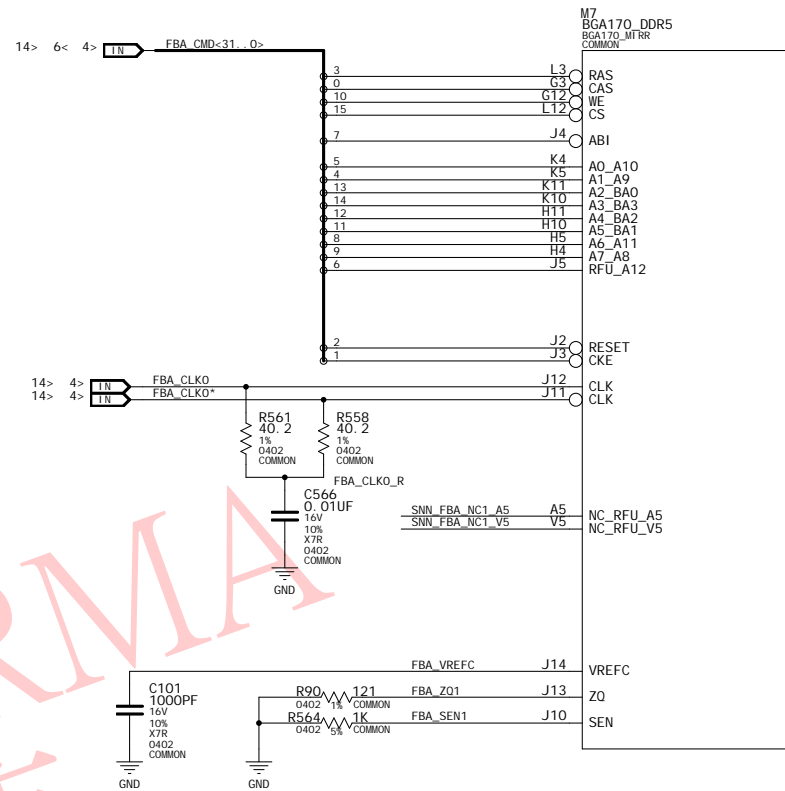 M7
BGA170_DDR5
BGA170_MIRR
COMMON
14> 6< 4> IN FBA_CMD<31..0>
3 L3 RAS
0 G3 CAS
10 G12 WE
15 L12 CS
7 J4 ABI
5 K4 A0_A10
4 K5 A1_A9
13 K11 A2_BA0
14 K10 A3_BA3
12 H11 A4_BA2
11 H10 A5_BA1
8 H5 A6_A11
9 H4 A7_A8
6 J5 RFU_A12
2 J2 RESET
1 J3 CKE
14> 4> IN FBA_CLK0 J12 CLK
14> 4> IN FBA_CLK0* J11 CLK
R561
40.2
1%
0402
COMMON
R558
40.2
1%
0402
COMMON
FBA_CLK0_R
C566
0.01UF
16V
10%
X7R
0402
COMMON
GND
SNN_FBA_NC1_A5 A5 NC_RFU_A5
SNN_FBA_NC1_V5 V5 NC_RFU_V5
FBA_VREFC J14 VREFC
C101
1000PF
16V
10%
X7R
0402
COMMON
GND
R90 121 FBA_ZQ1 J13 ZQ
0402 1% COMMON
R564 1K FBA_SEN1 J10 SEN
0402 5% COMMON
GND
RMA